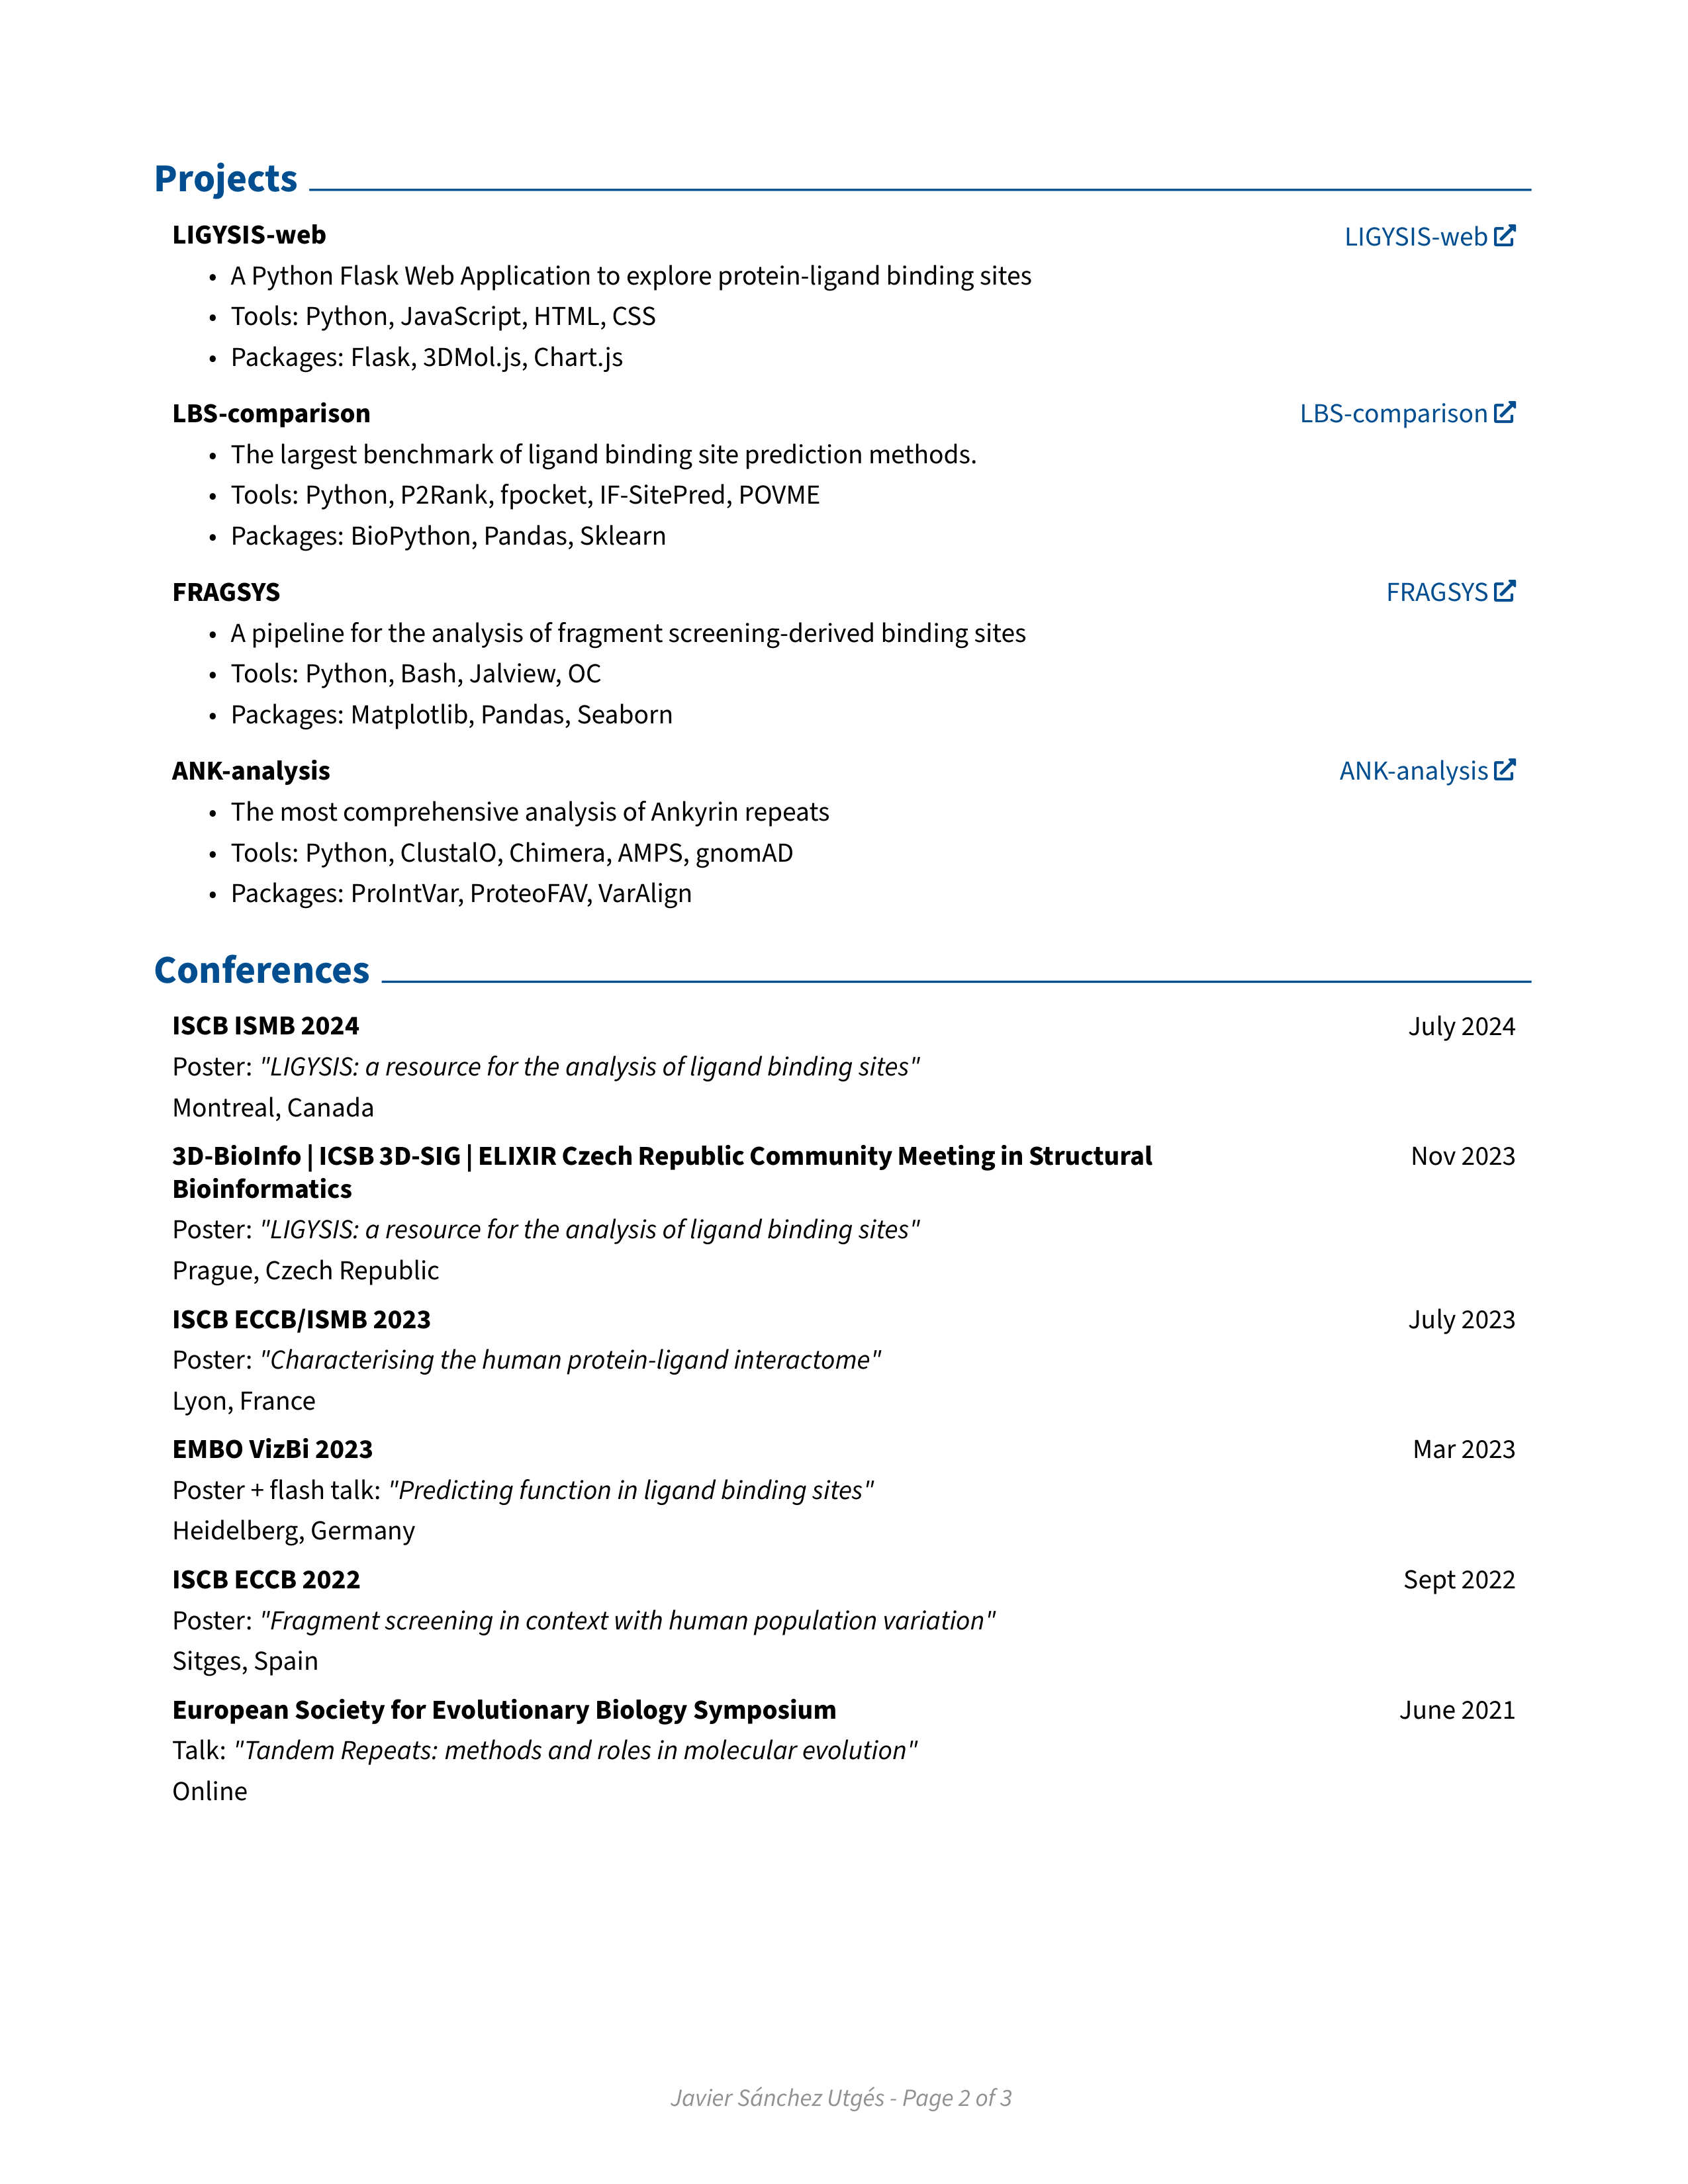 Projects
LIGYSIS-web LIGYSIS-web
• A Python Flask Web Application to explore protein-ligand binding sites
• Tools: Python, JavaScript, HTML, CSS
• Packages: Flask, 3DMol.js, Chart.js
LBS-comparison LBS-comparison
• The largest benchmark of ligand binding site prediction methods.
• Tools: Python, P2Rank, fpocket, IF-SitePred, POVME
• Packages: BioPython, Pandas, Sklearn
FRAGSYS FRAGSYS
• A pipeline for the analysis of fragment screening-derived binding sites
• Tools: Python, Bash, Jalview, OC
• Packages: Matplotlib, Pandas, Seaborn
ANK-analysis ANK-analysis
• The most comprehensive analysis of Ankyrin repeats
• Tools: Python, ClustalO, Chimera, AMPS, gnomAD
• Packages: ProIntVar, ProteoFAV, VarAlign
Conferences
ISCB ISMB 2024 July 2024
Poster: "LIGYSIS: a resource for the analysis of ligand binding sites"
Montreal, Canada
3D-BioInfo | ICSB 3D-SIG | ELIXIR Czech Republic Community Meeting in Structural Nov 2023
Bioinformatics
Poster: "LIGYSIS: a resource for the analysis of ligand binding sites"
Prague, Czech Republic
ISCB ECCB/ISMB 2023 July 2023
Poster: "Characterising the human protein-ligand interactome"
Lyon, France
EMBO VizBi 2023 Mar 2023
Poster + flash talk: "Predicting function in ligand binding sites"
Heidelberg, Germany
ISCB ECCB 2022 Sept 2022
Poster: "Fragment screening in context with human population variation"
Sitges, Spain
European Society for Evolutionary Biology Symposium June 2021
Talk: "Tandem Repeats: methods and roles in molecular evolution"
Online
Javier Sánchez Utgés - Page 2 of 3